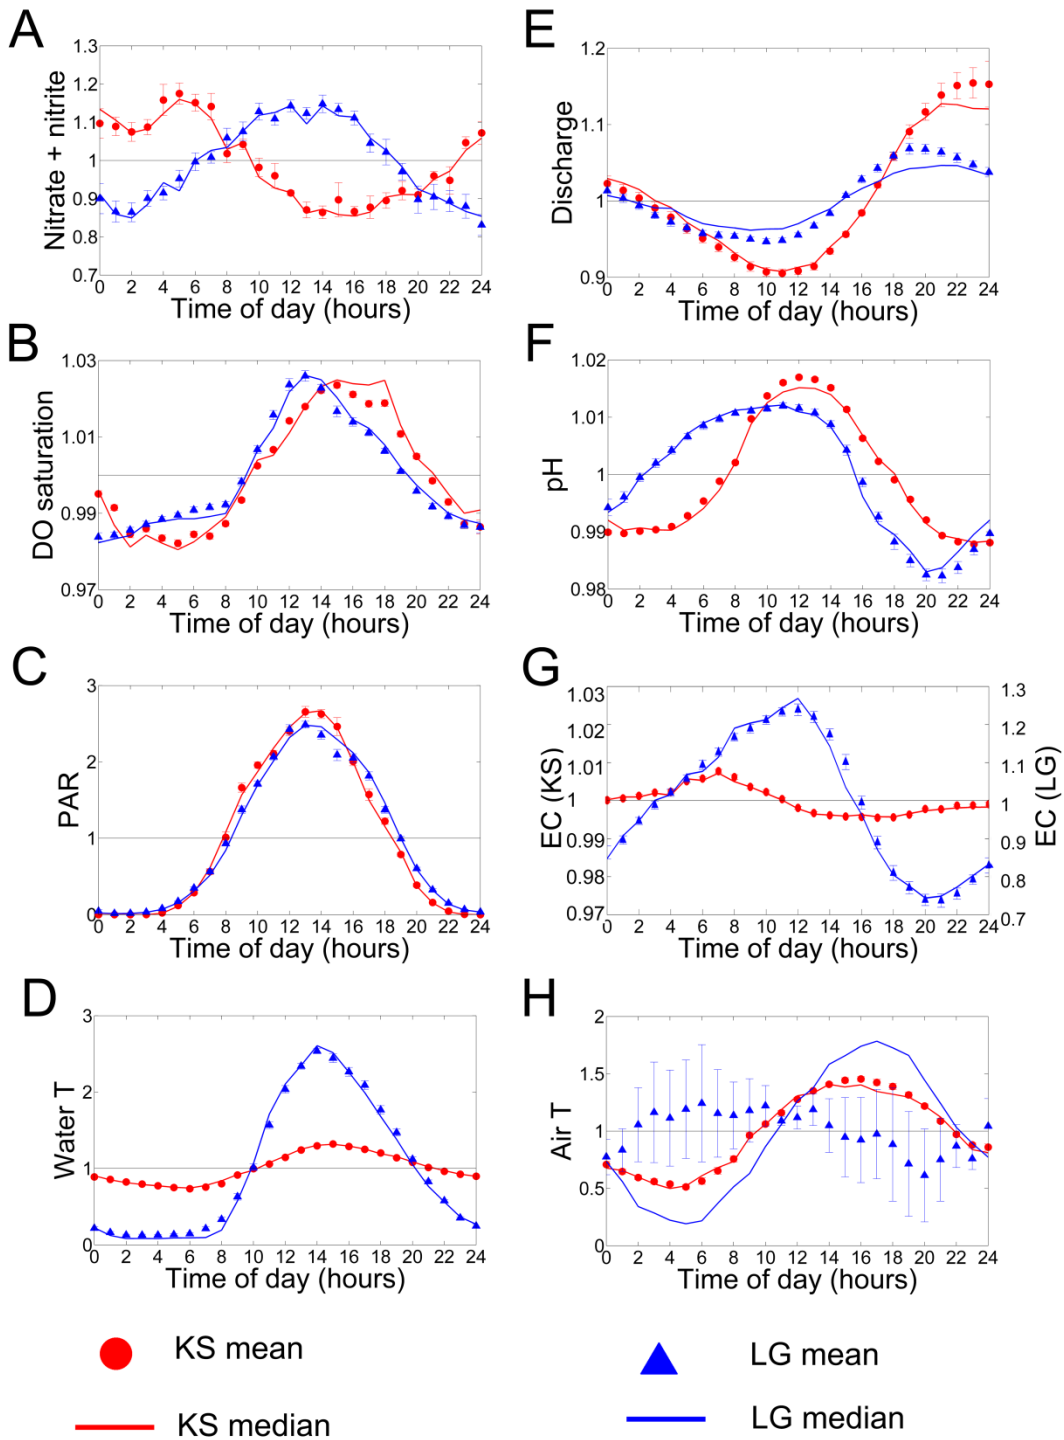 A
Nitrate + nitrite
1.3
1.2
1.1
1
0.9
0.8
0.7
0 2 4 6 8 10 12 14 16 18 20 22 24
Time of day (hours)
E
Discharge
1.2
1.1
1
0.9
0 2 4 6 8 10 12 14 16 18 20 22 24
Time of day (hours)
B
DO saturation
1.03
1.01
0.99
0.97
0 2 4 6 8 10 12 14 16 18 20 22 24
Time of day (hours)
F
pH
1.02
1.01
1
0.99
0.98
0 2 4 6 8 10 12 14 16 18 20 22 24
Time of day (hours)
C
PAR
3
2
1
0
0 2 4 6 8 10 12 14 16 18 20 22 24
Time of day (hours)
G
EC (KS)
1.03
1.02
1.01
1
0.99
0.98
0.97
EC (LG)
1.3
1.2
1.1
1
0.9
0.8
0.7
0 2 4 6 8 10 12 14 16 18 20 22 24
Time of day (hours)
D
Water T
3
2
1
0
0 2 4 6 8 10 12 14 16 18 20 22 24
Time of day (hours)
H
Air T
2
1.5
1
0.5
0
0 2 4 6 8 10 12 14 16 18 20 22 24
Time of day (hours)
KS mean
LG mean
KS median
LG median